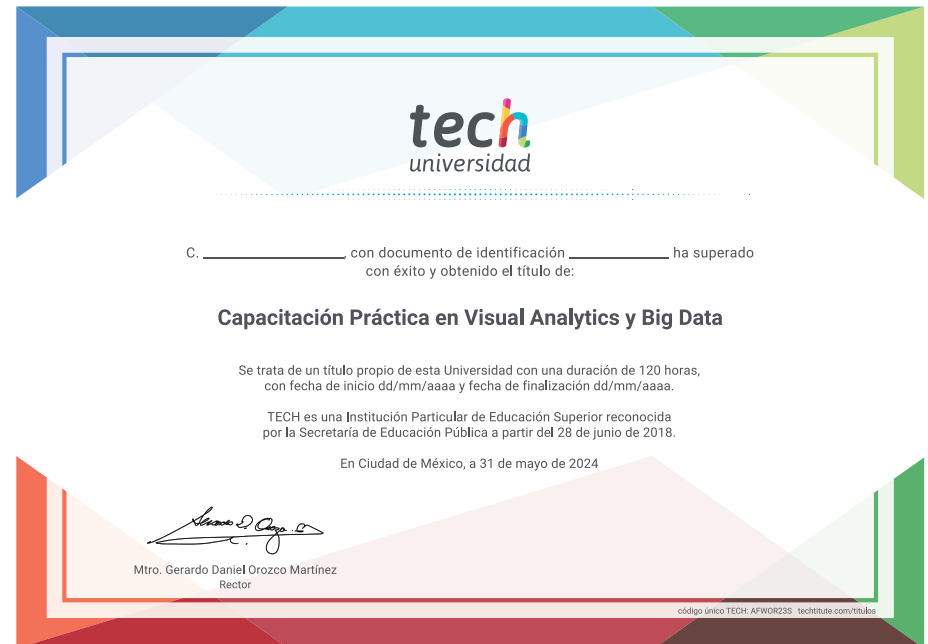 tech
universidad
C. ________________, con documento de identificación ___________ ha superado
con éxito y obtenido el título de:
Capacitación Práctica en Visual Analytics y Big Data
Se trata de un título propio de esta Universidad con una duración de 120 horas,
con fecha de inicio dd/mm/aaaa y fecha de finalización dd/mm/aaaa.
TECH es una Institución Particular de Educación Superior reconocida
por la Secretaría de Educación Pública a partir del 28 de junio de 2018.
En Ciudad de México, a 31 de mayo de 2024
Mtro. Gerardo Daniel Orozco Martínez
Rector
código único TECH: AFWOR23S techtitute.com/titulos